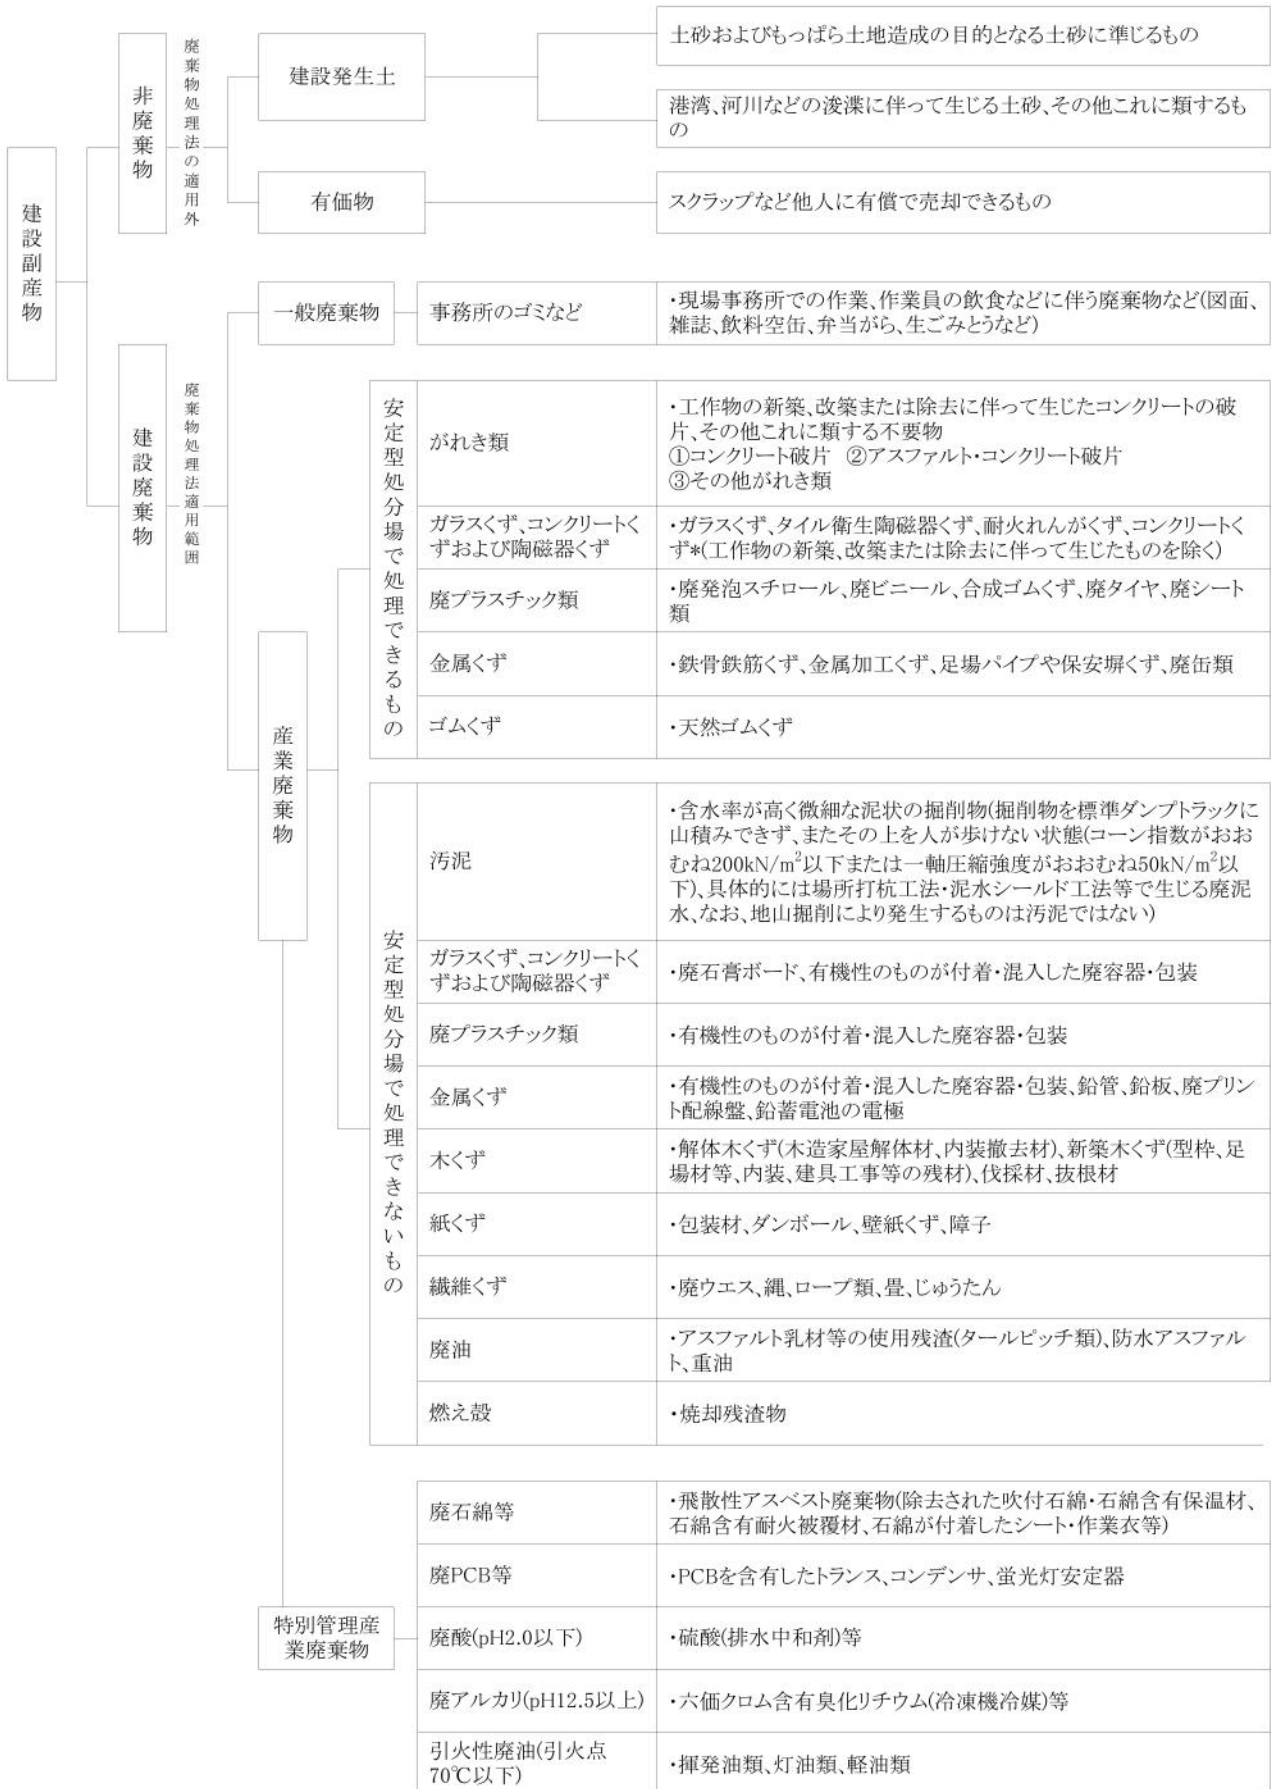 建設副産物
非廃棄物
廃棄物処理法の適用外
建設発生土
土砂およびもっぱら土地造成の目的となる土砂に準じるもの
港湾、河川などの浚渫に伴って生じる土砂、その他これに類するも
の
有価物
スクラップなど他人に有償で売却できるもの
建設廃棄物
廃棄物処理法適用範囲
一般廃棄物
事務所のゴミなど
・現場事務所での作業、作業員の飲食などに伴う廃棄物など(図面、
雑誌、飲料空缶、弁当がら、生ごみとうなど)
産業廃棄物
安定型処分場で処理できるもの
がれき類
・工作物の新築、改築または除去に伴って生じたコンクリートの破
片、その他これに類する不要物
①コンクリート破片 ②アスファルト・コンクリート破片
③その他がれき類
ガラスくず、コンクリートく
ずおよび陶磁器くず
・ガラスくず、タイル衛生陶磁器くず、耐火れんがくず、コンクリートく
ず*(工作物の新築、改築または除去に伴って生じたものを除く)
廃プラスチック類
・廃発泡スチロール、廃ビニール、合成ゴムくず、廃タイヤ、廃シート
類
金属くず
・鉄骨鉄筋くず、金属加工くず、足場パイプや保安塀くず、廃缶類
ゴムくず
・天然ゴムくず
安定型処分場で処理できないもの
汚泥
・含水率が高く微細な泥状の掘削物(掘削物を標準ダンプトラックに
山積みできず、またその上を人が歩けない状態(コーン指数がおお
むね200kN/m²以下または一軸圧縮強度がおおむね50kN/m²以
下)、具体的には場所打杭工法・泥水シールド工法等で生じる廃泥
水、なお、地山掘削により発生するものは汚泥ではない)
ガラスくず、コンクリートく
ずおよび陶磁器くず
・廃石膏ボード、有機性のものが付着・混入した廃容器・包装
廃プラスチック類
・有機性のものが付着・混入した廃容器・包装
金属くず
・有機性のものが付着・混入した廃容器・包装、鉛管、鉛板、廃プリン
ト配線盤、鉛蓄電池の電極
木くず
・解体木くず(木造家屋解体材、内装撤去材)、新築木くず(型枠、足
場材等、内装、建具工事等の残材)、伐採材、抜根材
紙くず
・包装材、ダンボール、壁紙くず、障子
繊維くず
・廃ウエス、縄、ロープ類、畳、じゅうたん
廃油
・アスファルト乳材等の使用残渣(タールピッチ類)、防水アスファル
ト、重油
燃え殻
・焼却残渣物
特別管理産
業廃棄物
廃石綿等
・飛散性アスベスト廃棄物(除去された吹付石綿・石綿含有保温材、
石綿含有耐火被覆材、石綿が付着したシート・作業衣等)
廃PCB等
・PCBを含有したトランス、コンデンサ、蛍光灯安定器
廃酸(pH2.0以下)
・硫酸(排水中和剤)等
廃アルカリ(pH12.5以上)
・六価クロム含有臭化リチウム(冷凍機冷媒)等
引火性廃油(引火点
70℃以下)
・揮発油類、灯油類、軽油類